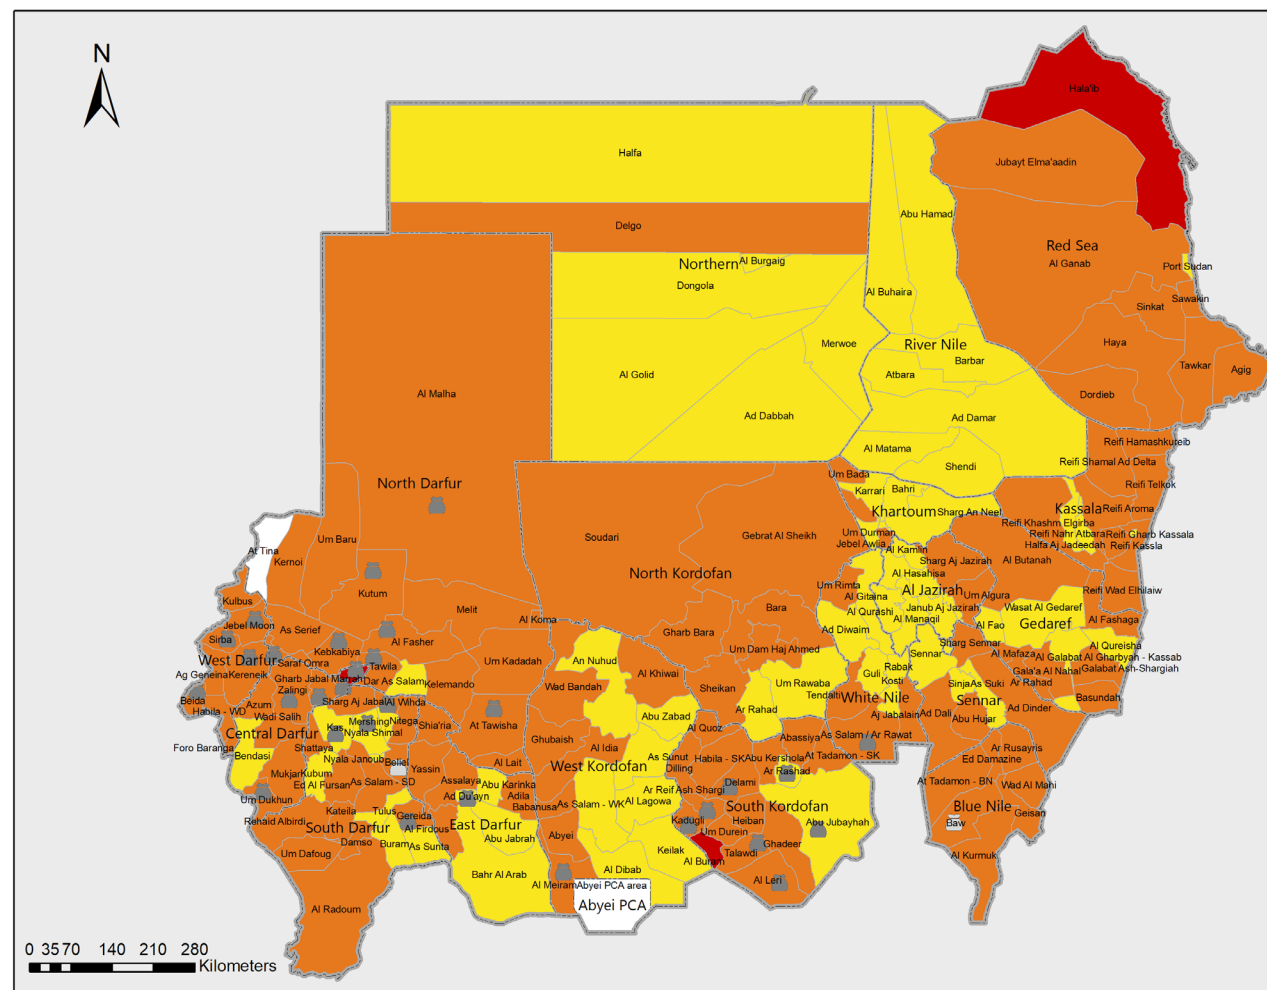 N
Hala'ib
Halfa
Jubayt Elma'aadin
Abu Hamad
Delgo
Red Sea
Al Burgaig
Northern
Al Ganab
Port Sudan
Dongola
Al Buhaira
Sawakin
Sinkat
Merwoe
River Nile
Haya
Barbar
Tawkar
Agig
Al Golid
Atbara
Al Malha
Dordieb
Ad Dabbah
Ad Damar
Reifi Hamashkureib
Al Matama
Reifi Shamal Ad Delta
Shendi
Um Bada
North Darfur
Reifi Telkok
Karrari
Bahri
Kassala
Reifi Aroma
Khartoum
Sharg An Neel
Reifi Khashm Elgirba
Um Durman
Gebrat Al Sheikh
Soudari
Reifi Nahr Atbara
Reifi Gharb Kassala
Um Baru
Jebel Awlia
Halfa Aj Jadeedah
Reifi Kassla
At Tina
Al Kamlin
Kernoi
Sharg Aj Jazirah
Al Butanah
North Kordofan
Al Hasahisa
Um Rimta
Al Jazirah
Reifi Wad Elhilaiw
Kutum
Al Gitaina
Um Algura
Kulbus
Melit
Bara
Al Qurashi
Janub Aj Jazirah
Wasat Al Gedaref
Al Koma
Al Manaqil
Al Fashaga
Jebel Moon
As Serief
Gharb Bara
Ad Diwaim
Al Fao
Gedaref
Sirba
Al Fasher
Sharg Sennar
Al Qureisha
Kebkabiya
Um Dam Haj Ahmed
Sennar
Al Mafaza
Al Galabat Al Gharbyah - Kassab
West Darfur
Saraf Omra
Tawila
Um Kadadah
An Nuhud
Rabak
Gala'a Al Nahal
Galabat Ash-Shargiah
Ag Geneina
Kereneik
Gharb Jabal Marrah
Dar As Salam
Kelemando
Al Khiwai
Guli
Kosti
Sinja
As Suki
Ar Rahad
Zalingi
Wad Bandah
Sheikan
Um Rawaba
Tendalti
White Nile
Sennar
Basundah
Beida
Habila - WD
Azum
Sharg Aj Jabal
Al Wihda
Ar Rahad
Ad Dinder
Wadi Salih
Abu Zabad
Aj Jabalain
Ad Dali
Abu Hujar
Mershing
Nitega
Shia'ria
At Tawisha
Central Darfur
Kas
Nyala Shimal
Al Quoz
Abassiya
As Salam / Ar Rawat
Foro Baranga
Shattaya
Ghubaish
Al Idia
Ar Rusayris
Bendasi
Nyala Janoub
As Sunut
Habila - SK
Abu Kershola
At Tadamon - SK
Ed Damazine
Al Lait
West Kordofan
Dilling
Mukjar
Kubum
Beliel
Yassin
Ar Rashad
Ed Al Fursan
As Salam - SD
Assalaya
Abu Karinka
Delami
At Tadamon - BN
Wad Al Mahi
Um Dukhun
Ad Du'ayn
Adila
Ar Reif Ash Shargi
Al Lagowa
Babanusa
As Salam - WK
South Kordofan
Blue Nile
Geisan
Rehaid Albirdi
Kateila
Tulus
Gereida
Kadugli
Heiban
Abu Jubayhah
Baw
South Darfur
Al Firdous
East Darfur
Um Durein
Damso
Buram
As Sunta
Abu Jabrah
Abyei
Ghadeer
Um Dafoug
Keilak
Al Buram
Talawdi
Al Kurmuk
Bahr Al Arab
Al Dibab
Al Leri
Al Meiram
Abyei PCA area
Abyei PCA
Al Radoum
0 35 70 140 210 280
Kilometers